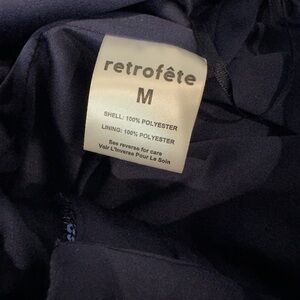 retrofête
M
SHELL: 100% POLYESTER
LINING: 100% POLYESTER
See reverse for care
Voir L'inverse Pour Le Soin